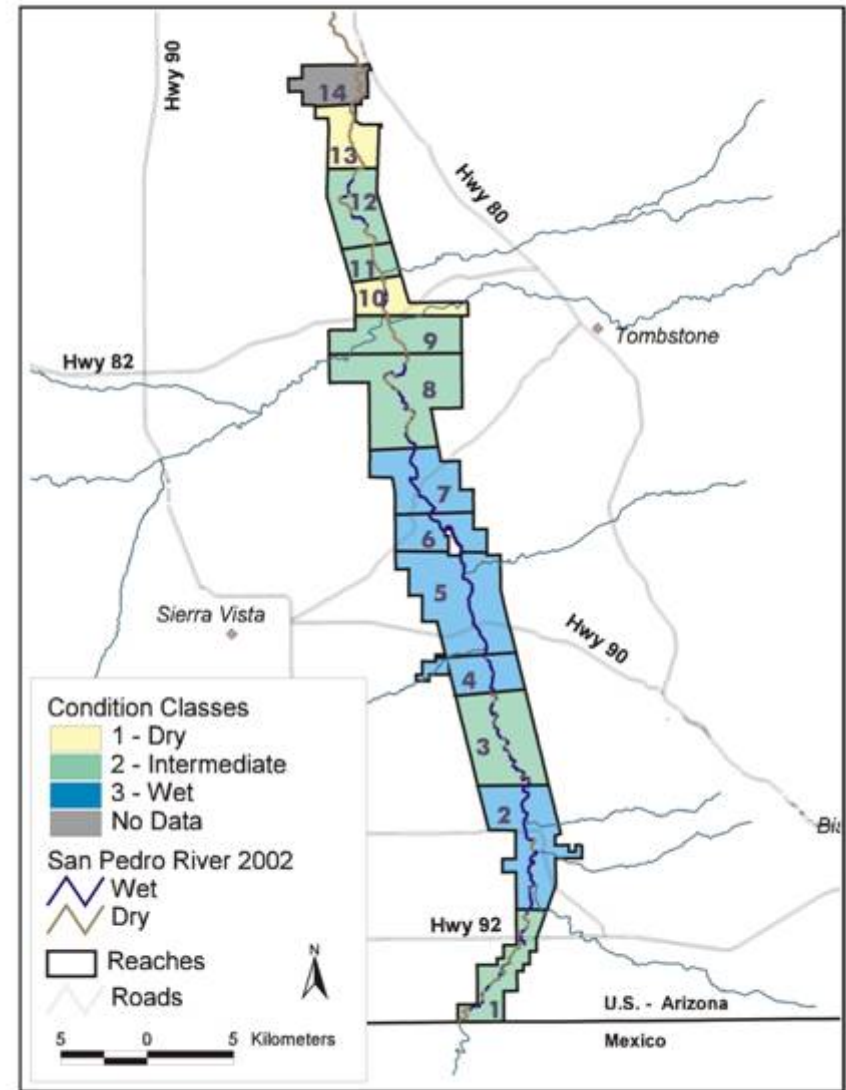 Hwy 90
14
13
12
Hwy 80
11
10
9
Tombstone
Hwy 82
8
7
6
5
Sierra Vista
Hwy 90
4
3
2
Bis
Hwy 92
1
U.S. - Arizona
Mexico
Condition Classes
1 - Dry
2 - Intermediate
3 - Wet
No Data
San Pedro River 2002
Wet
Dry
Reaches
Roads
N
5 0 5 Kilometers